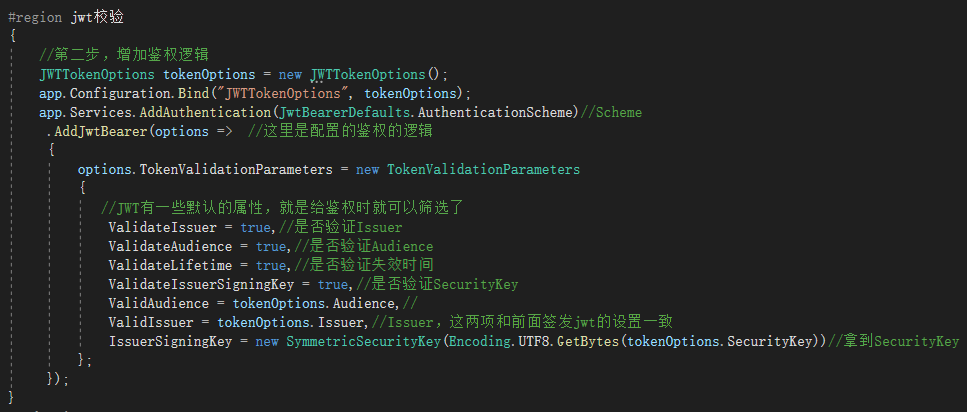 #region jwt校验
{
//第二步，增加鉴权逻辑
JWTTokenOptions tokenOptions = new JWTTokenOptions();
app.Configuration.Bind("JWTTokenOptions", tokenOptions);
app.Services.AddAuthentication(JwtBearerDefaults.AuthenticationScheme)//Scheme
.AddJwtBearer(options => //这里是配置的鉴权的逻辑
{
options.TokenValidationParameters = new TokenValidationParameters
{
//JWT有一些默认的属性，就是给鉴权时就可以筛选了
ValidateIssuer = true,//是否验证Issuer
ValidateAudience = true,//是否验证Audience
ValidateLifetime = true,//是否验证失效时间
ValidateIssuerSigningKey = true,//是否验证SecurityKey
ValidAudience = tokenOptions.Audience,//
ValidIssuer = tokenOptions.Issuer,//Issuer，这两项和前面签发jwt的设置一致
IssuerSigningKey = new SymmetricSecurityKey(Encoding.UTF8.GetBytes(tokenOptions.SecurityKey))//拿到SecurityKey
};
});
}